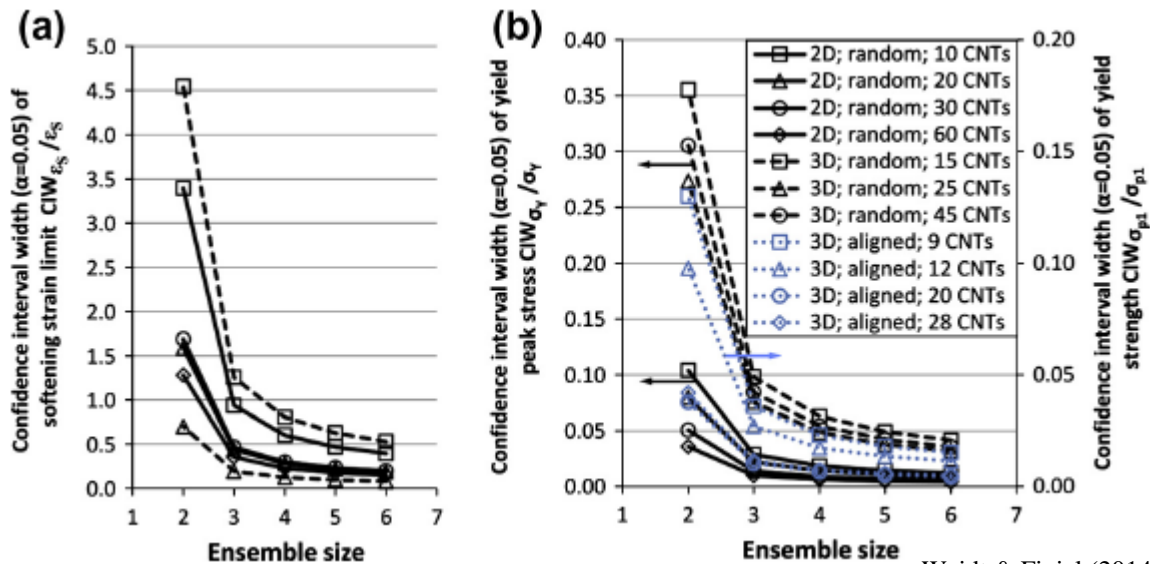 (a)
Confidence interval width (α=0.05) of
softening strain limit CIW εS /εS
5.0
4.5
4.0
3.5
3.0
2.5
2.0
1.5
1.0
0.5
0.0
1 2 3 4 5 6 7
Ensemble size
(b)
Confidence interval width (α=0.05) of yield
peak stress CIWσY /σY
0.40
0.35
0.30
0.25
0.20
0.15
0.10
0.05
0.00
1 2 3 4 5 6 7
Ensemble size
2D; random; 10 CNTs
2D; random; 20 CNTs
2D; random; 30 CNTs
2D; random; 60 CNTs
3D; random; 15 CNTs
3D; random; 25 CNTs
3D; random; 45 CNTs
3D; aligned; 9 CNTs
3D; aligned; 12 CNTs
3D; aligned; 20 CNTs
3D; aligned; 28 CNTs
0.20
0.15
0.10
0.05
0.00
Confidence interval width (α=0.05) of yield
strength CIWσp1 /σp1